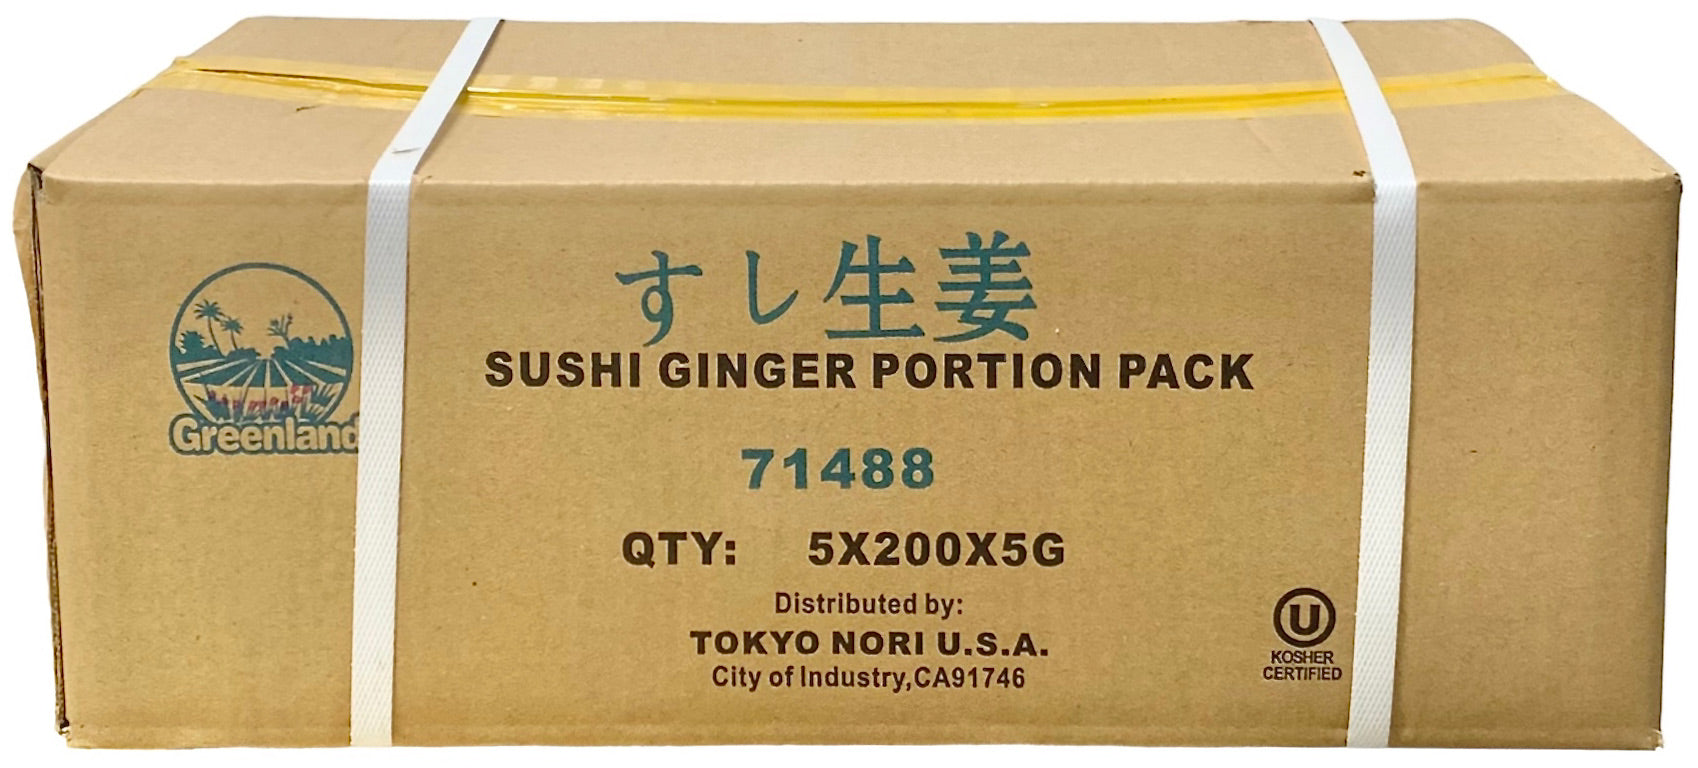 すし生姜
SUSHI GINGER PORTION PACK
Greenland
71488
QTY: 5X200X5G
Distributed by:
TOKYO NORI U.S.A.
City of Industry,CA91746
U
KOSHER
CERTIFIED